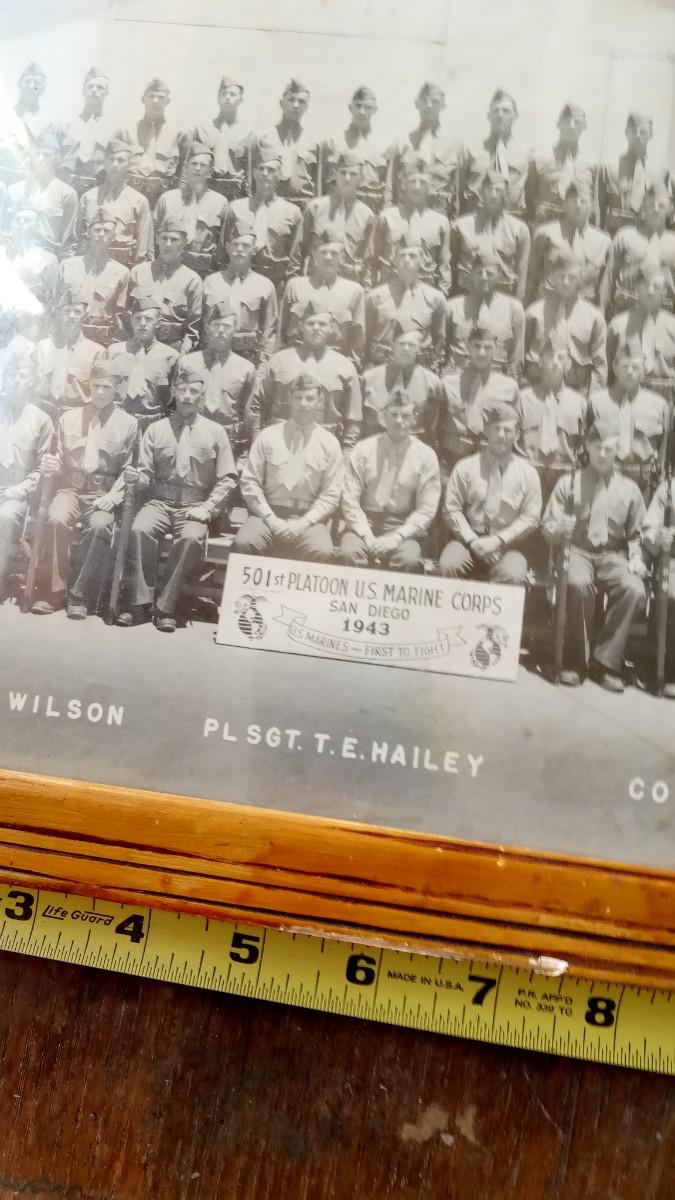 501st PLATOON U.S. MARINE CORPS
SAN DIEGO
1943
U.S. MARINES — FIRST TO FIGHT
WILSON
PL SGT. T.E. HAILEY
CO
3 Life Guard 4 5 6 MADE IN U.S.A. 7 P.R. APP'D 8
NO. 339 TO